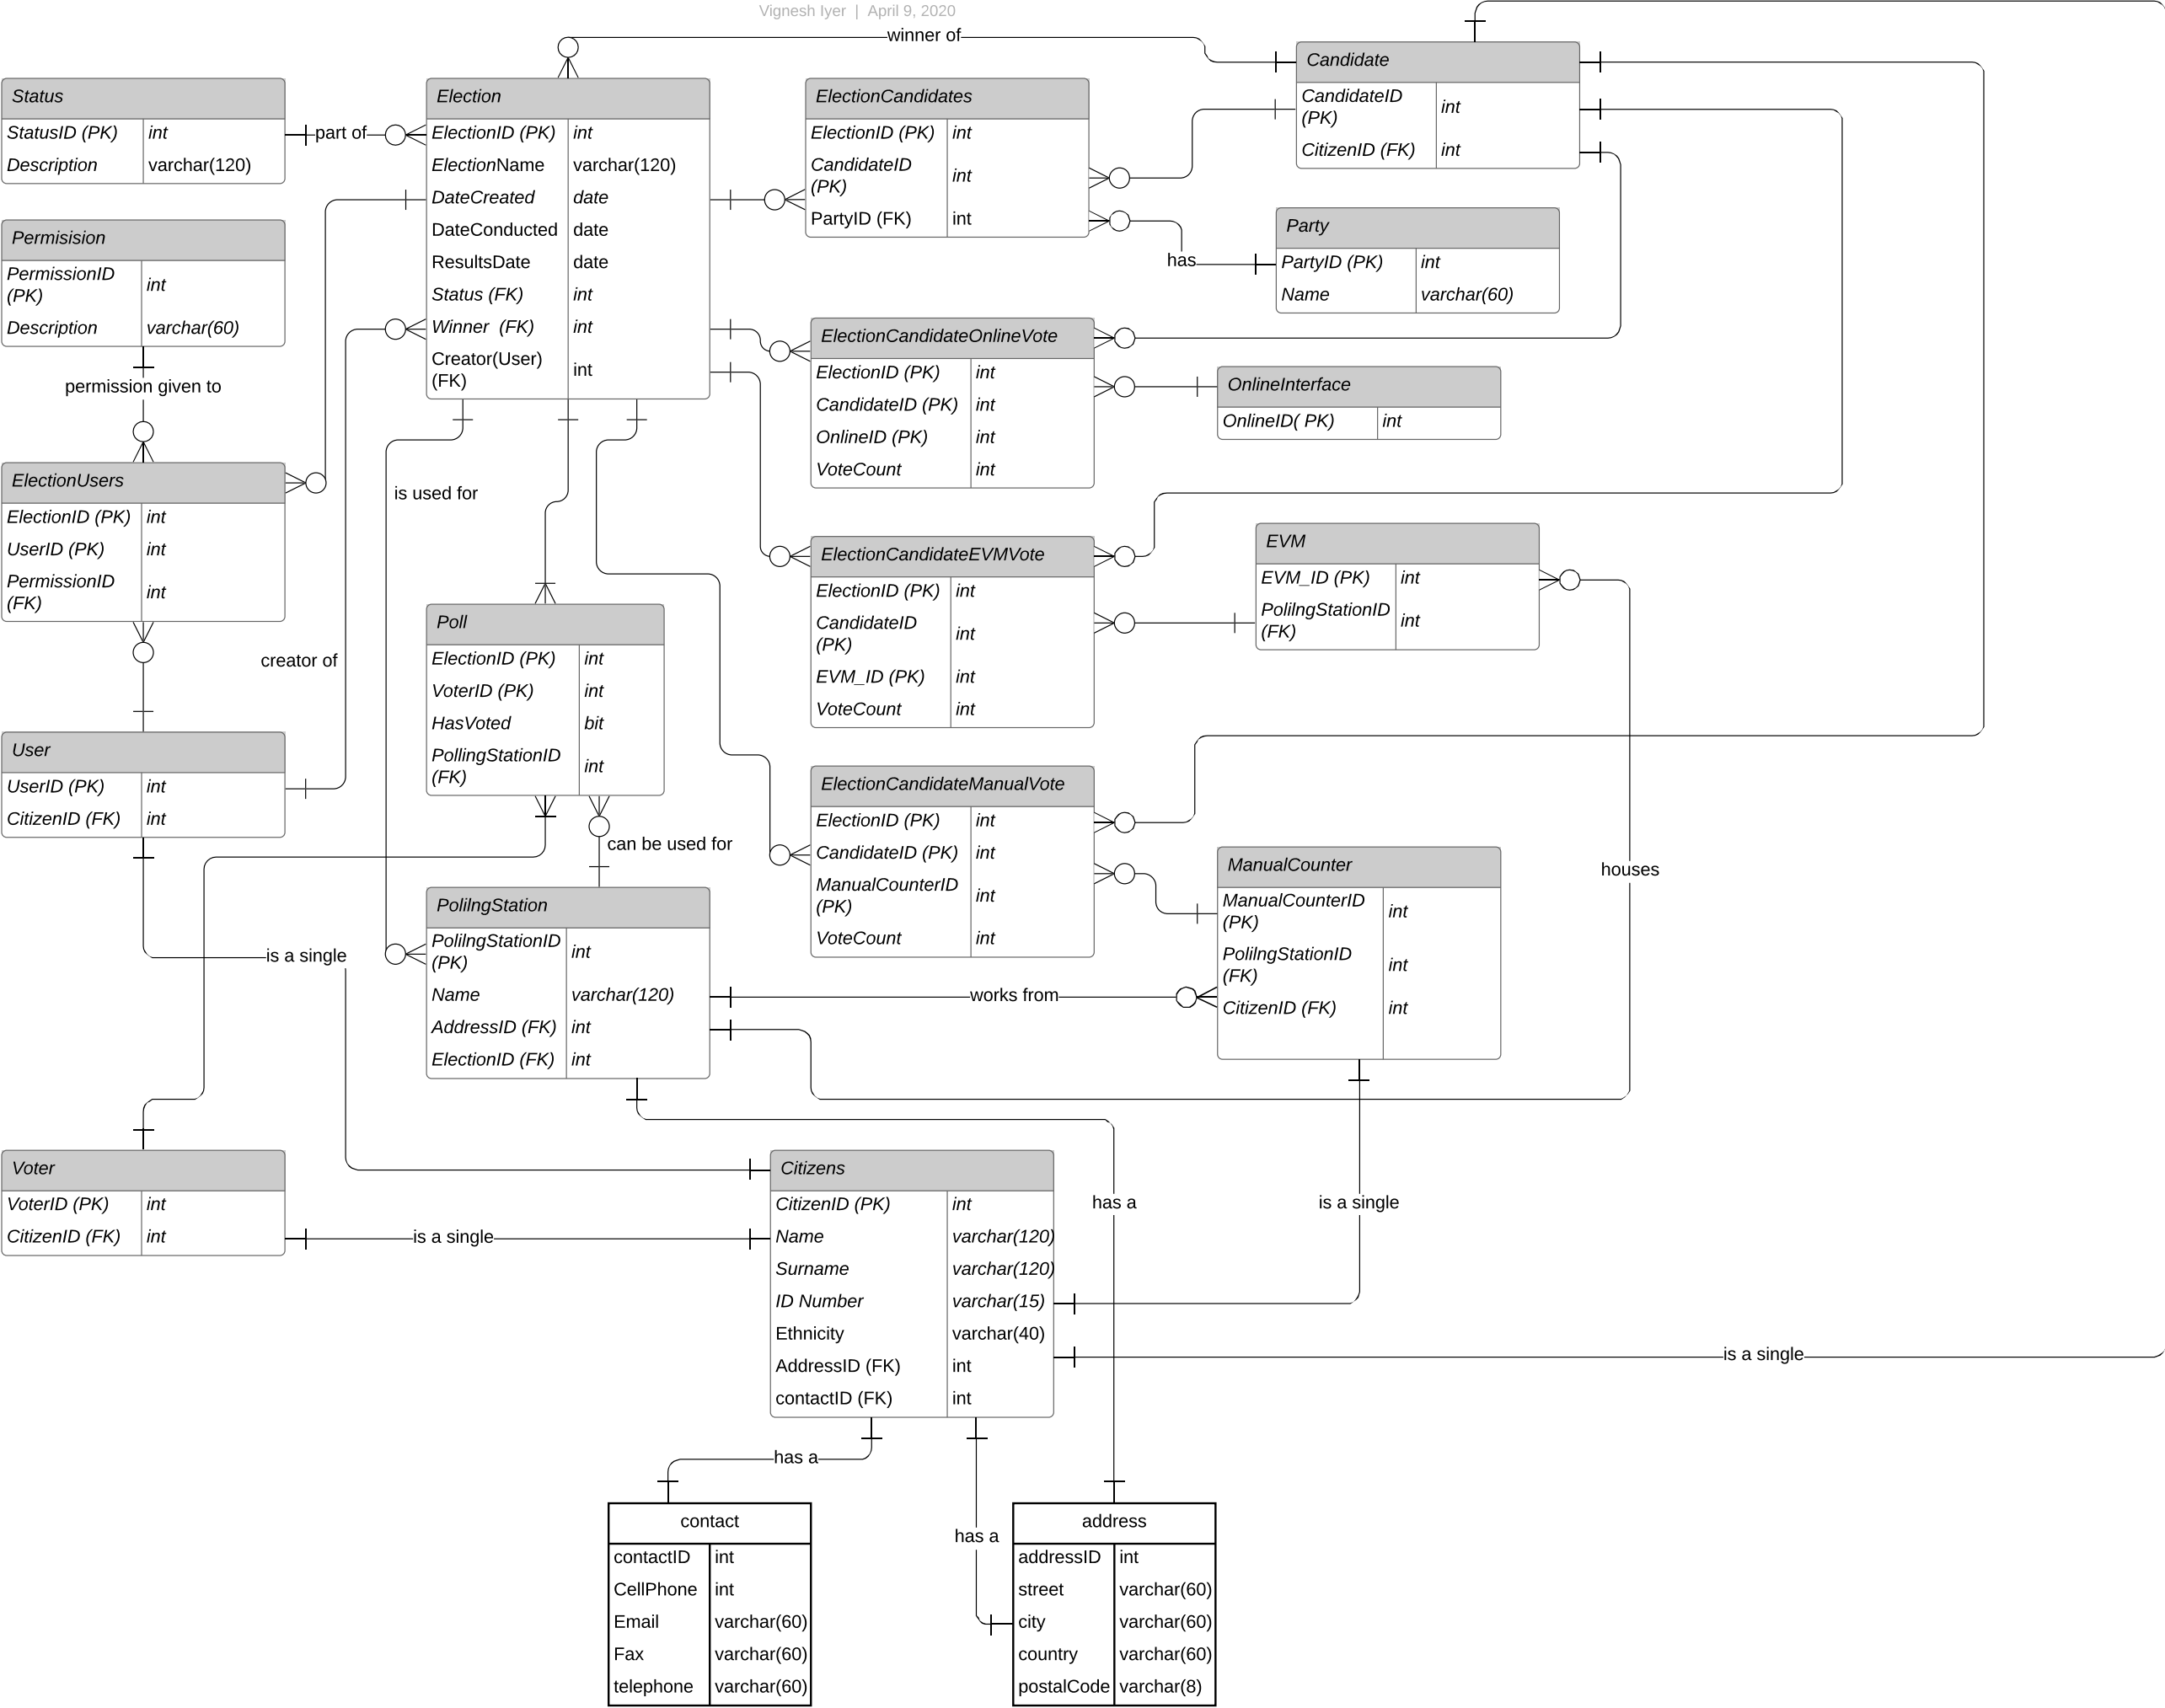 Vignesh Iyer | April 9, 2020
winner of
Candidate
CandidateID
(PK)
int
CitizenID (FK) int
Status
StatusID (PK) int
Description varchar(120)
part of
Election
ElectionID (PK) int
ElectionName varchar(120)
DateCreated date
DateConducted date
ResultsDate date
Status (FK) int
Winner (FK) int
Creator(User)
(FK)
int
ElectionCandidates
ElectionID (PK) int
CandidateID
(PK)
int
PartyID (FK) int
has
Party
PartyID (PK) int
Name varchar(60)
Permisision
PermissionID
(PK)
int
Description varchar(60)
permission given to
ElectionCandidateOnlineVote
ElectionID (PK) int
CandidateID (PK) int
OnlineID (PK) int
VoteCount int
OnlineInterface
OnlineID( PK) int
ElectionUsers
ElectionID (PK) int
UserID (PK) int
PermissionID
(FK)
int
is used for
creator of
ElectionCandidateEVMVote
ElectionID (PK) int
CandidateID
(PK)
int
EVM_ID (PK) int
VoteCount int
EVM
EVM_ID (PK) int
PolilngStationID
(FK)
int
Poll
ElectionID (PK) int
VoterID (PK) int
HasVoted bit
PollingStationID
(FK)
int
can be used for
User
UserID (PK) int
CitizenID (FK) int
ElectionCandidateManualVote
ElectionID (PK) int
CandidateID (PK) int
ManualCounterID
(PK)
int
VoteCount int
ManualCounter
ManualCounterID
(PK)
int
PolilngStationID
(FK)
int
CitizenID (FK) int
houses
PolilngStation
PolilngStationID
(PK)
int
Name varchar(120)
AddressID (FK) int
ElectionID (FK) int
is a single
works from
Voter
VoterID (PK) int
CitizenID (FK) int
is a single
Citizens
CitizenID (PK) int
Name varchar(120)
Surname varchar(120)
ID Number varchar(15)
Ethnicity varchar(40)
AddressID (FK) int
contactID (FK) int
has a
is a single
is a single
has a
has a
contact
contactID int
CellPhone int
Email varchar(60)
Fax varchar(60)
telephone varchar(60)
address
addressID int
street varchar(60)
city varchar(60)
country varchar(60)
postalCode varchar(8)